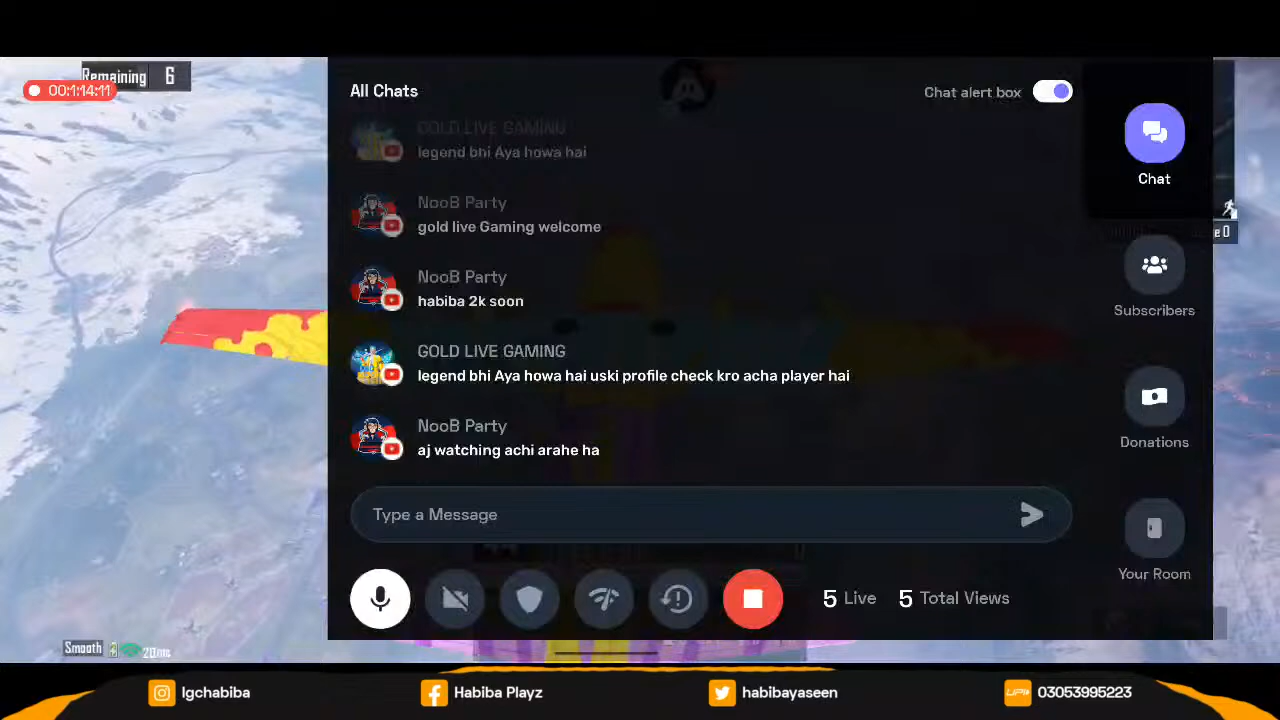 Remaining 6
00:1:14:11
All Chats
Chat alert box
GOLD LIVE GAMING
legend bhi Aya howa hai
NooB Party
gold live Gaming welcome
NooB Party
habiba 2k soon
GOLD LIVE GAMING
legend bhi Aya howa hai uski profile check kro acha player hai
NooB Party
aj watching achi arahe ha
Type a Message
5 Live 5 Total Views
Chat
Subscribers
Donations
Your Room
Smooth 20ms
Igchabiba
Habiba Playz
habibayaseen
03053995223